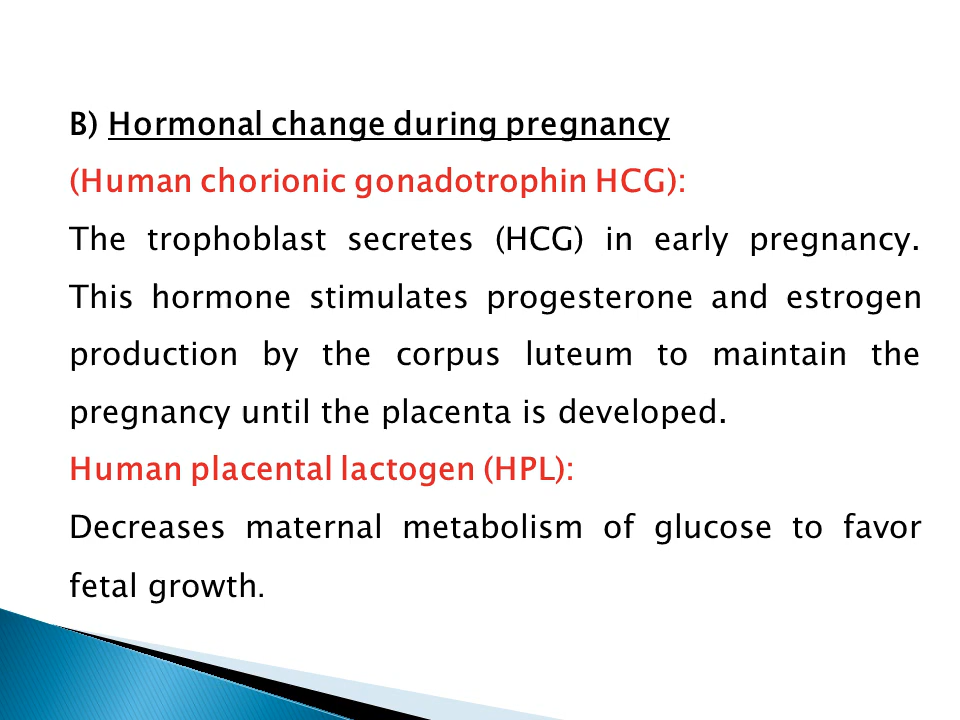 B) Hormonal change during pregnancy
(Human chorionic gonadotrophin HCG):
The trophoblast secretes (HCG) in early pregnancy.
This hormone stimulates progesterone and estrogen
production by the corpus luteum to maintain the
pregnancy until the placenta is developed.
Human placental lactogen (HPL):
Decreases maternal metabolism of glucose to favor
fetal growth.